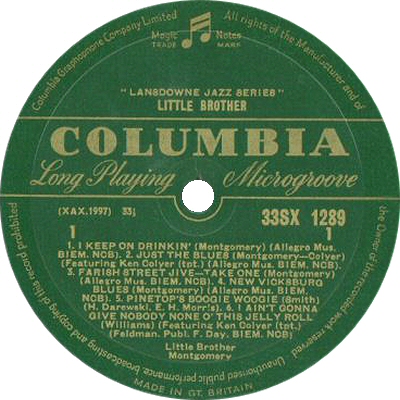 Columbia Graphophone Company Limited
All rights of the Manufacturer and of
Magic Notes
TRADE MARK
"LANSDOWNE JAZZ SERIES"
LITTLE BROTHER
COLUMBIA
Long Playing Microgroove
(XAX.1997) 33⅓
33SX 1289
1 1
1. I KEEP ON DRINKIN' (Montgomery) (Allegro Mus.
BIEM. NCB). 2. JUST THE BLUES (Montgomery—Colyer)
(Featuring Ken Colyer (tpt.) (Allegro Mus. BIEM, NCB).
3. FARISH STREET JIVE—TAKE ONE (Montgomery)
(Allegro Mus. BIEM, NCB). 4. NEW VICKSBURG
BLUES (Montgomery) (Allegro Mus. BIEM,
NCB). 5. PINETOP'S BOOGIE WOOGIE (Smith)
(H. Darewski, E. H. Morris). 6. I AIN'T GONNA
GIVE NOBODY NONE O' THIS JELLY ROLL
(Williams) (Featuring Ken Colyer (tpt.)
(Feldman. Publ. F. Day. BIEM. NCB)
Little Brother
Montgomery
the Owner of the recorded work reserved.
Unauthorised public performance, broadcasting and copying of this record prohibited
MADE IN GT. BRITAIN